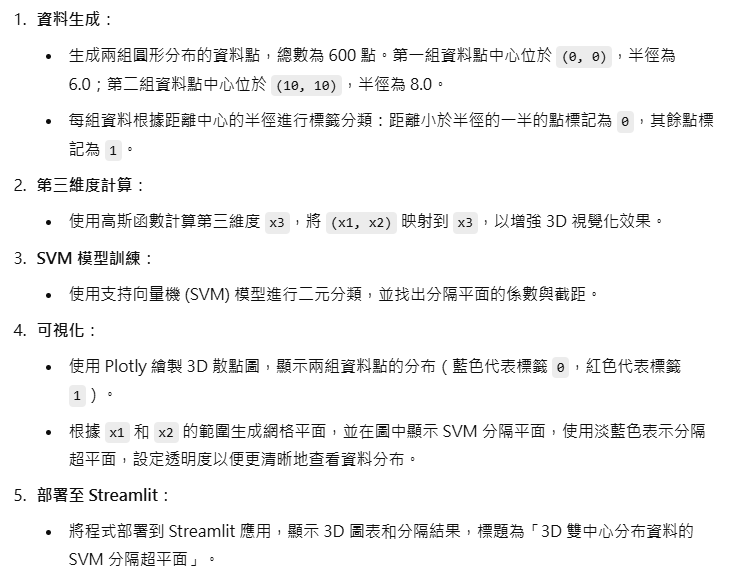 1. 資料生成：
• 生成兩組圓形分布的資料點，總數為 600 點。第一組資料點中心位於 (0, 0)，半徑為
6.0；第二組資料點中心位於 (10, 10)，半徑為 8.0。
• 每組資料根據距離中心的半徑進行標籤分類：距離小於半徑的一半的點標記為 0，其餘點標
記為 1。
2. 第三維度計算：
• 使用高斯函數計算第三維度 x3，將 (x1, x2) 映射到 x3，以增強 3D 視覺化效果。
3. SVM 模型訓練：
• 使用支持向量機 (SVM) 模型進行二元分類，並找出分隔平面的係數與截距。
4. 可視化：
• 使用 Plotly 繪製 3D 散點圖，顯示兩組資料點的分布（藍色代表標籤 0，紅色代表標籤
1）。
• 根據 x1 和 x2 的範圍生成網格平面，並在圖中顯示 SVM 分隔平面，使用淡藍色表示分隔
超平面，設定透明度以便更清晰地查看資料分布。
5. 部署至 Streamlit：
• 將程式部署到 Streamlit 應用，顯示 3D 圖表和分隔結果，標題為「3D 雙中心分布資料的
SVM 分隔超平面」。